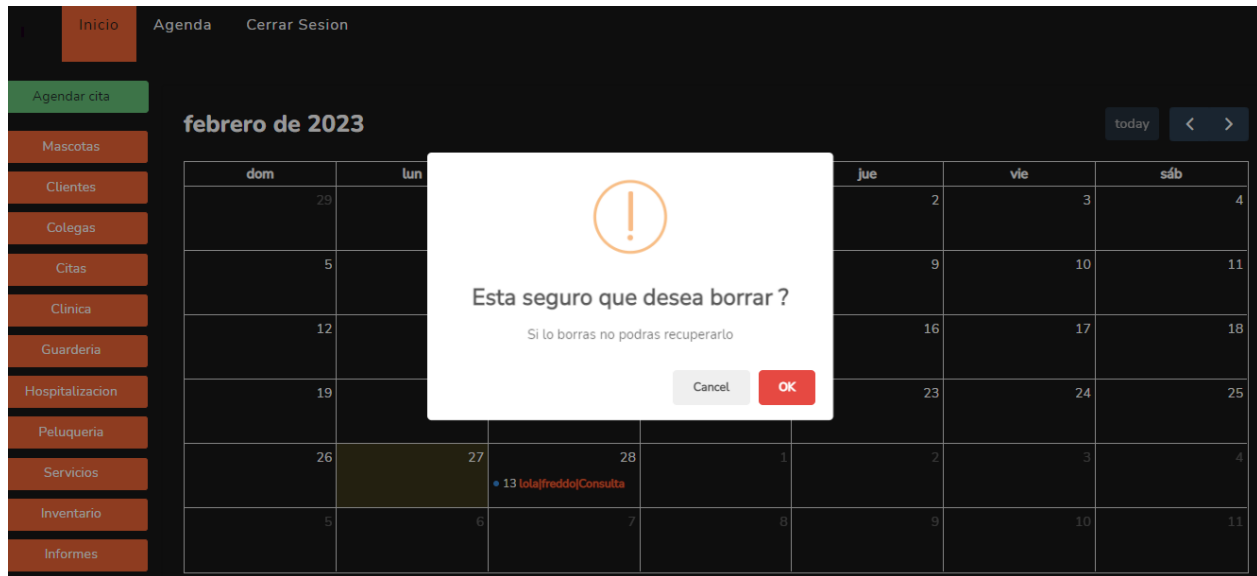 Inicio Agenda Cerrar Sesion
Agendar cita
febrero de 2023
today < >
Mascotas
Clientes
Colegas
Citas
Clinica
Guarderia
Hospitalizacion
Peluqueria
Servicios
Inventario
Informes
dom lun jue vie sáb
29 2 3 4
5 9 10 11
12 16 17 18
19 23 24 25
26 27 28 1 2 3 4
13 lola|freddo|Consulta
5 6 7 8 9 10 11
!
Esta seguro que desea borrar ?
Si lo borras no podras recuperarlo
Cancel OK